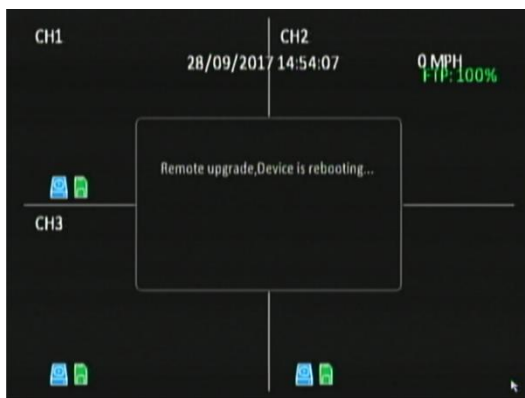 CH1
CH2
28/09/2017 14:54:07
0 MPH
FTP:100%
Remote upgrade,Device is rebooting...
CH3